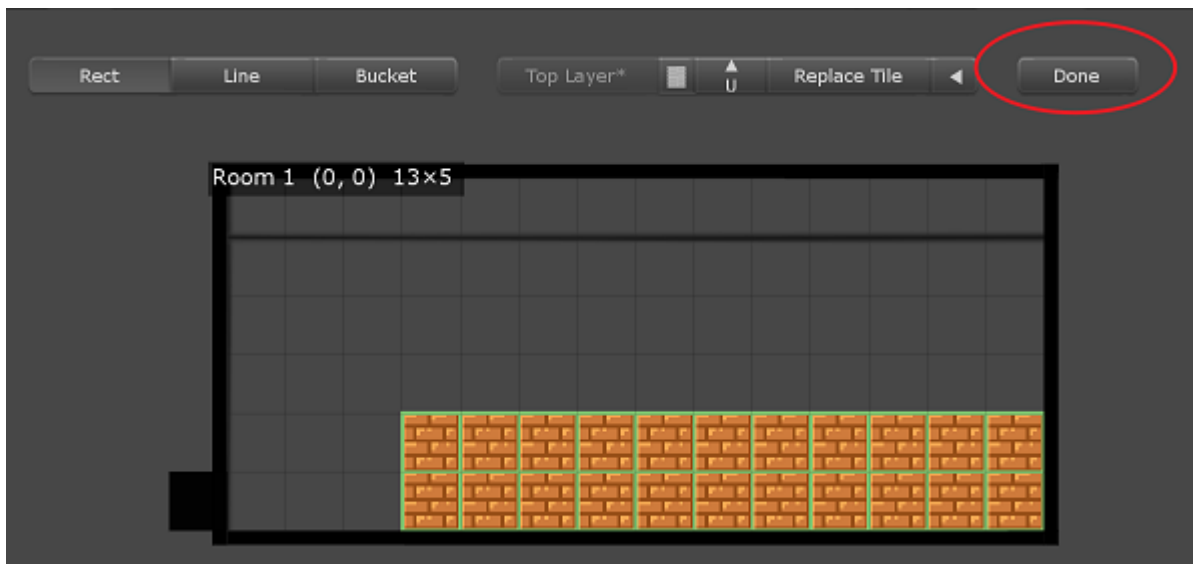 Rect Line Bucket Top Layer* U Replace Tile Done
Room 1 (0, 0) 13×5